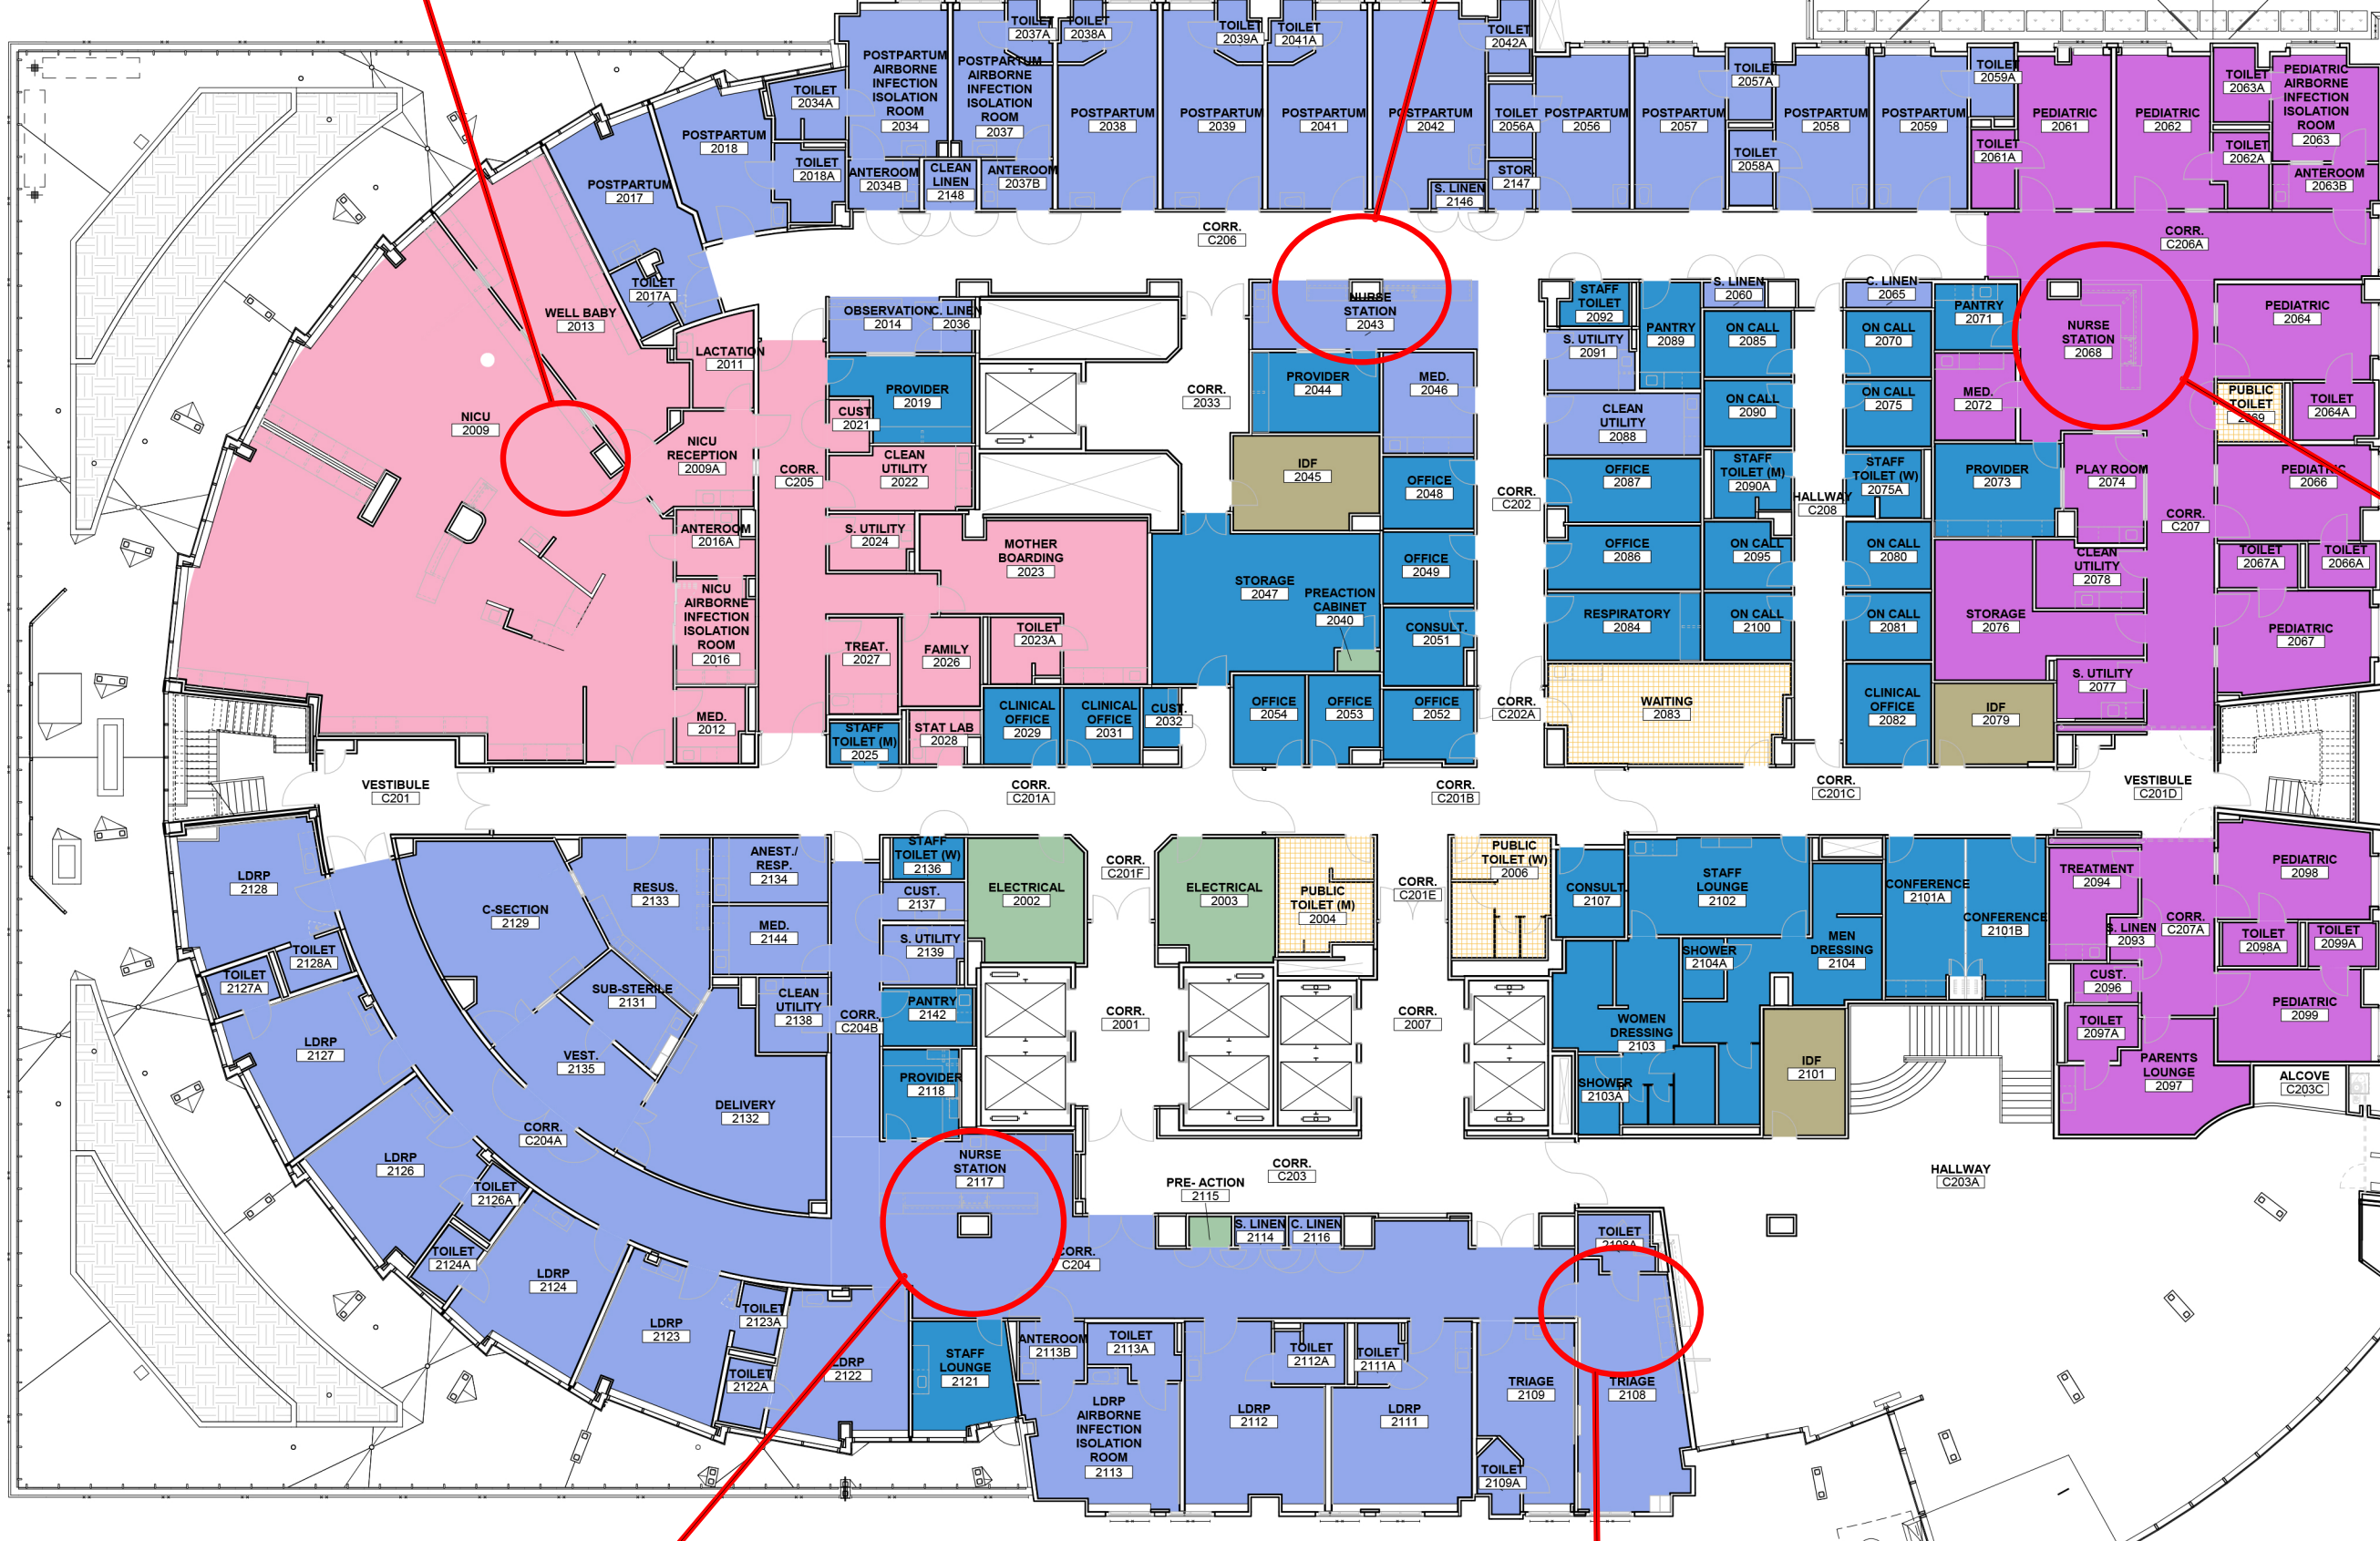 TOILET
2037A
TOILET
2038A
TOILET
2039A
TOILET
2041A
TOILET
2042A
POSTPARTUM
AIRBORNE
INFECTION
ISOLATION
ROOM
2034
POSTPARTUM
AIRBORNE
INFECTION
ISOLATION
ROOM
2037
TOILET
2034A
POSTPARTUM
2018
TOILET
2018A
POSTPARTUM
2017
TOILET
2017A
ANTEROOM
2034B
CLEAN
LINEN
2148
ANTEROOM
2037B
POSTPARTUM
2038
POSTPARTUM
2039
POSTPARTUM
2041
POSTPARTUM
2042
TOILET
2056A
STOR.
2147
S. LINEN
2146
POSTPARTUM
2056
POSTPARTUM
2057
TOILET
2057A
TOILET
2058A
POSTPARTUM
2058
POSTPARTUM
2059
TOILET
2059A
TOILET
2061A
PEDIATRIC
2061
PEDIATRIC
2062
TOILET
2063A
TOILET
2062A
PEDIATRIC
AIRBORNE
INFECTION
ISOLATION
ROOM
2063
ANTEROOM
2063B
CORR.
C206
CORR.
C206A
WELL BABY
2013
LACTATION
2011
NICU
2009
NICU
RECEPTION
2009A
ANTEROOM
2016A
NICU
AIRBORNE
INFECTION
ISOLATION
ROOM
2016
MED.
2012
CORR.
C205
OBSERVATION
2014
C. LINEN
2036
PROVIDER
2019
CUST.
2021
CLEAN
UTILITY
2022
S. UTILITY
2024
MOTHER
BOARDING
2023
TOILET
2023A
TREAT.
2027
FAMILY
2026
STAFF
TOILET (M)
2025
STAT LAB
2028
CLINICAL
OFFICE
2029
CLINICAL
OFFICE
2031
CUST.
2032
CORR.
2033
NURSE
STATION
2043
PROVIDER
2044
MED.
2046
IDF
2045
STORAGE
2047
PREACTION
CABINET
2040
OFFICE
2048
OFFICE
2049
CONSULT.
2051
OFFICE
2054
OFFICE
2053
OFFICE
2052
CORR.
C202
CORR.
C202A
STAFF
TOILET
2092
S. UTILITY
2091
PANTRY
2089
S. LINEN
2060
CLEAN
UTILITY
2088
OFFICE
2087
OFFICE
2086
RESPIRATORY
2084
WAITING
2083
ON CALL
2085
ON CALL
2090
STAFF
TOILET (M)
2090A
ON CALL
2095
ON CALL
2100
HALLWAY
C208
C. LINEN
2065
ON CALL
2070
ON CALL
2075
STAFF
TOILET (W)
2075A
ON CALL
2080
ON CALL
2081
CLINICAL
OFFICE
2082
PANTRY
2071
MED.
2072
PROVIDER
2073
NURSE
STATION
2068
PLAY ROOM
2074
CLEAN
UTILITY
2078
STORAGE
2076
S. UTILITY
2077
IDF
2079
CORR.
C207
PEDIATRIC
2064
PUBLIC
TOILET
2069
TOILET
2064A
PEDIATRIC
2066
TOILET
2067A
TOILET
2066A
PEDIATRIC
2067
VESTIBULE
C201
CORR.
C201A
CORR.
C201B
CORR.
C201C
VESTIBULE
C201D
LDRP
2128
TOILET
2128A
TOILET
2127A
LDRP
2127
C-SECTION
2129
RESUS.
2133
ANEST./
RESP.
2134
MED.
2144
SUB-STERILE
2131
CLEAN
UTILITY
2138
VEST.
2135
DELIVERY
2132
CORR.
C204A
CORR.
C204B
STAFF
TOILET (W)
2136
CUST.
2137
S. UTILITY
2139
PANTRY
2142
PROVIDER
2118
ELECTRICAL
2002
CORR.
C201F
ELECTRICAL
2003
PUBLIC
TOILET (M)
2004
CORR.
C201E
PUBLIC
TOILET (W)
2006
CORR.
2001
CORR.
2007
CONSULT
2107
STAFF
LOUNGE
2102
SHOWER
2104A
MEN
DRESSING
2104
WOMEN
DRESSING
2103
SHOWER
2103A
CONFERENCE
2101A
CONFERENCE
2101B
IDF
2101
TREATMENT
2094
S. LINEN
2093
CORR.
C207A
CUST.
2096
TOILET
2097A
PARENTS
LOUNGE
2097
PEDIATRIC
2098
TOILET
2098A
TOILET
2099A
PEDIATRIC
2099
ALCOVE
C203C
LDRP
2126
TOILET
2126A
TOILET
2124A
LDRP
2124
LDRP
2123
TOILET
2123A
TOILET
2122A
LDRP
2122
NURSE
STATION
2117
CORR.
C204
STAFF
LOUNGE
2121
ANTEROOM
2113B
TOILET
2113A
LDRP
AIRBORNE
INFECTION
ISOLATION
ROOM
2113
CORR.
C203
PRE- ACTION
2115
S. LINEN
2114
C. LINEN
2116
TOILET
2112A
LDRP
2112
TOILET
2111A
LDRP
2111
TRIAGE
2109
TOILET
2109A
TOILET
2108A
TRIAGE
2108
HALLWAY
C203A